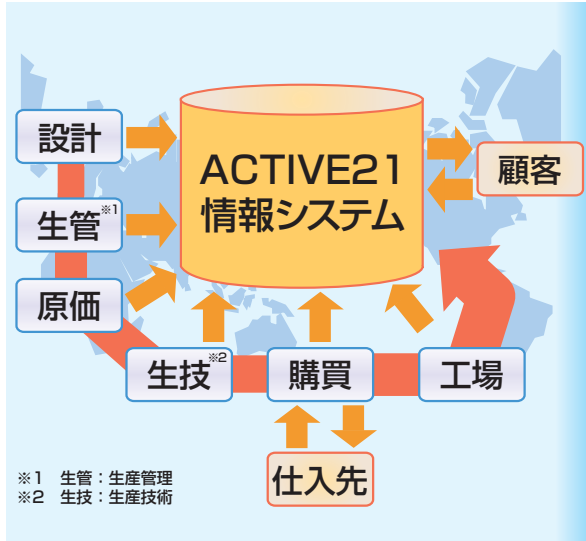 設計
ACTIVE21
情報システム
顧客
生管※1
原価
生技※2
購買
工場
仕入先
※1 生管：生産管理
※2 生技：生産技術